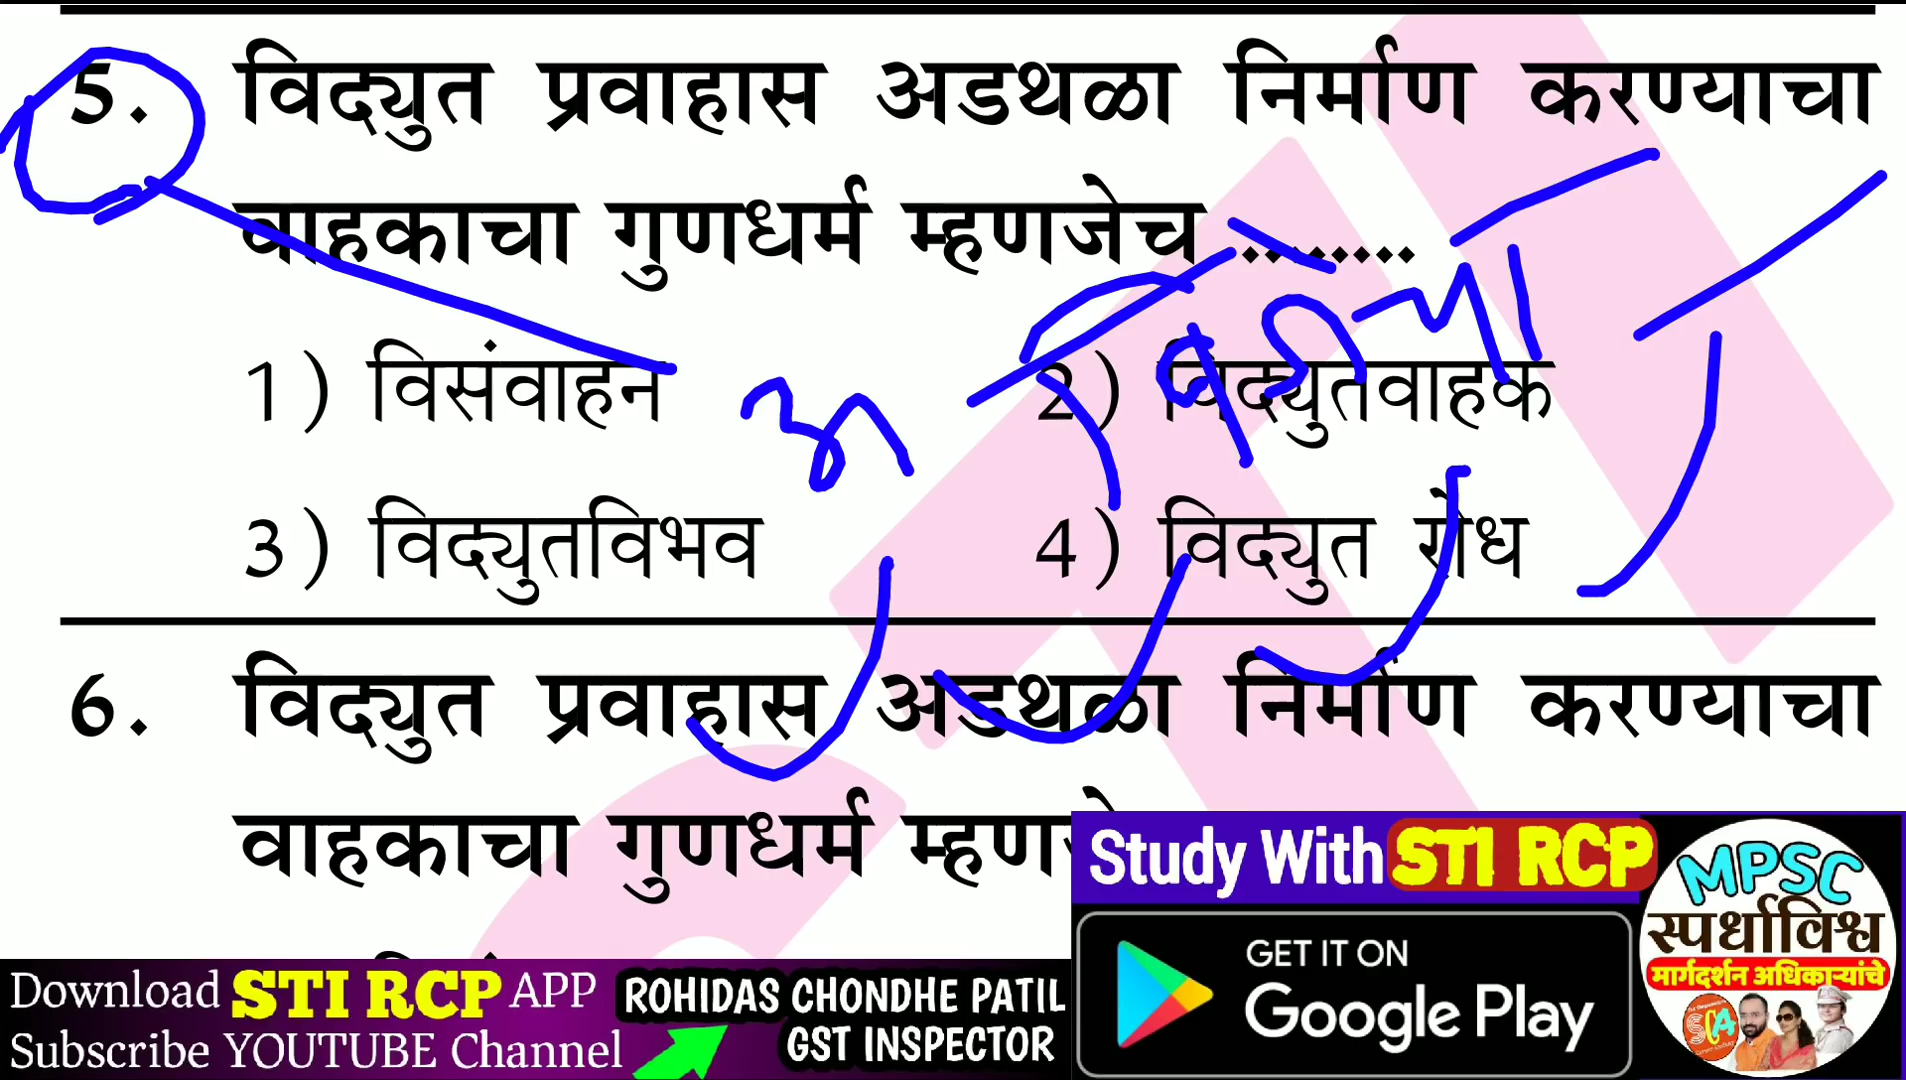 5. विद्युत प्रवाहास अडथळा निर्माण करण्याचा
वाहकाचा गुणधर्म म्हणजेच ........
1) विसंवाहन 2) विद्युतवाहक
3) विद्युतविभव 4) विद्युत रोध
6. विद्युत प्रवाहास अडथळा निर्माण करण्याचा
वाहकाचा गुणधर्म
Study With STI RCP
GET IT ON
Google Play
MPSC
स्पर्धाविश्व
मार्गदर्शन अधिकाऱ्यांचे
Download STI RCP APP
Subscribe YOUTUBE Channel
ROHIDAS CHONDHE PATIL
GST INSPECTOR